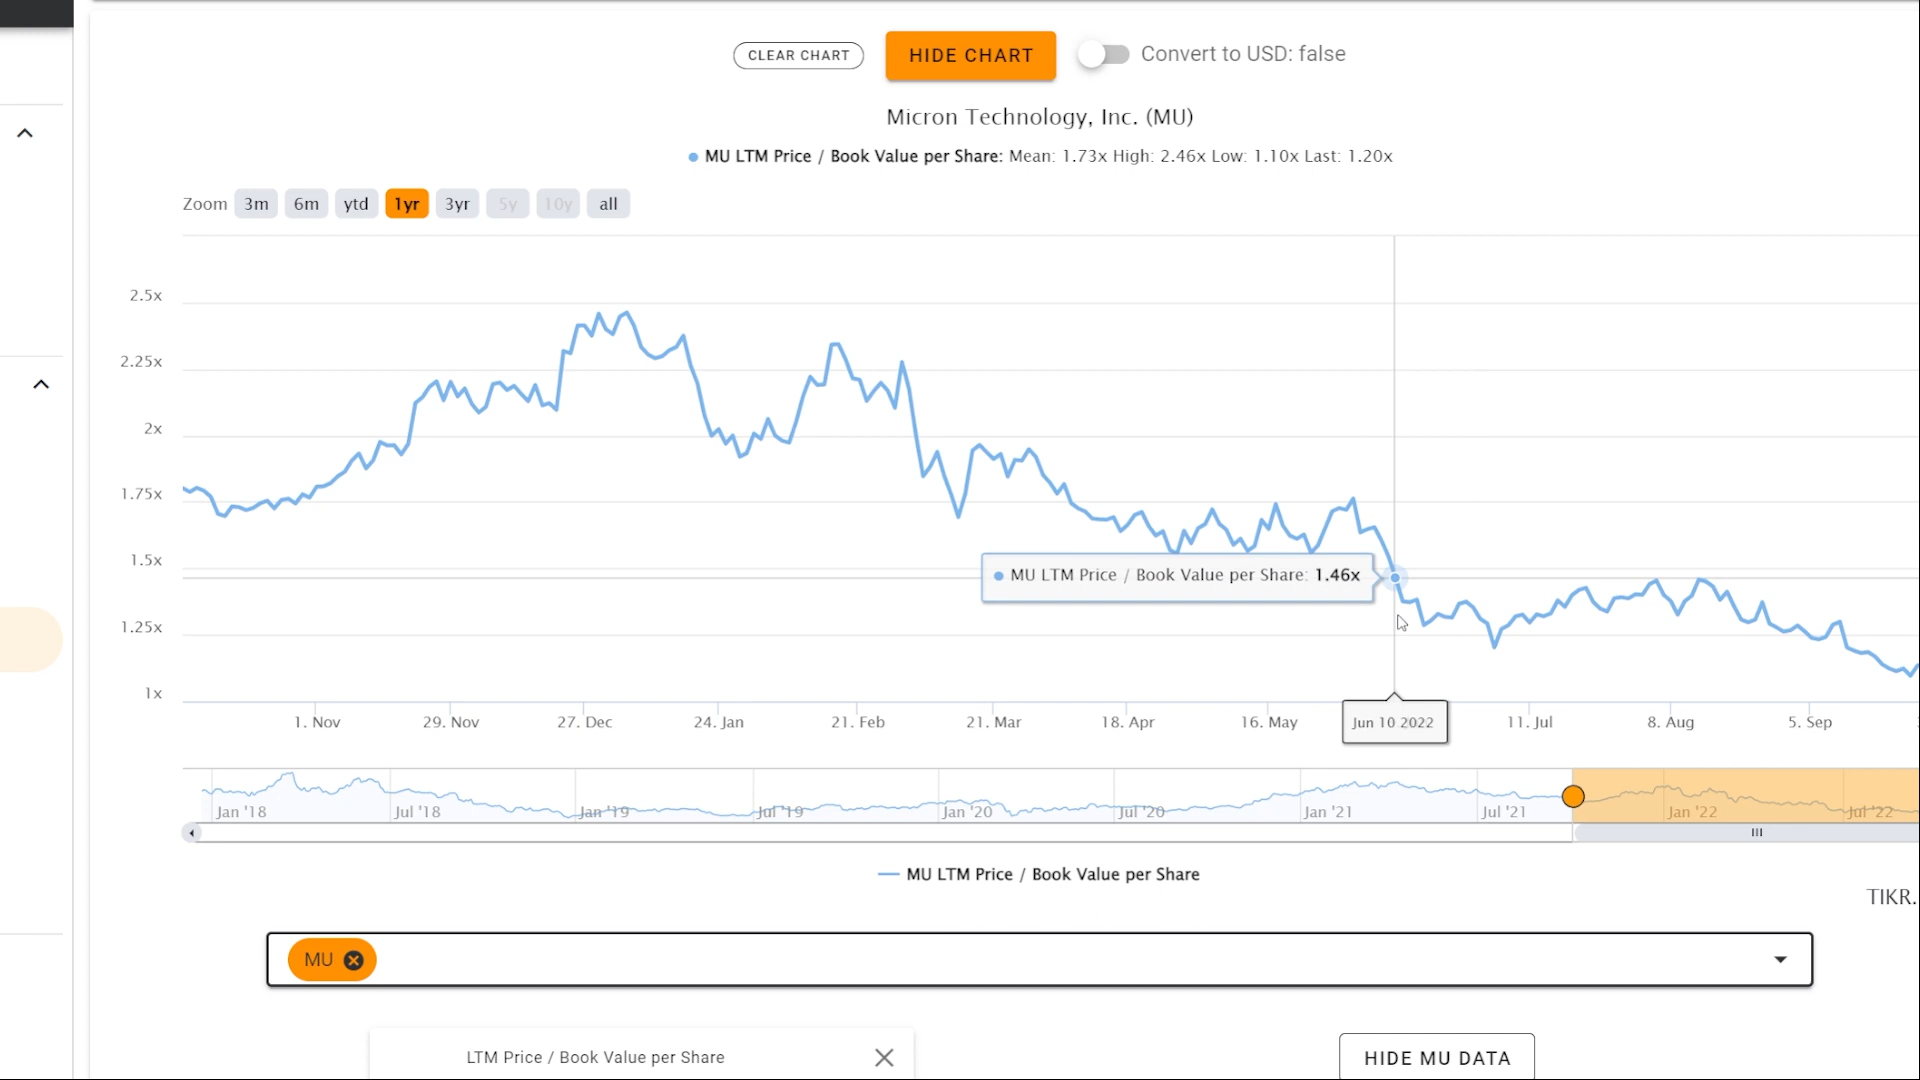 CLEAR CHART
HIDE CHART
Convert to USD: false
Micron Technology, Inc. (MU)
MU LTM Price / Book Value per Share: Mean: 1.73x High: 2.46x Low: 1.10x Last: 1.20x
Zoom 3m 6m ytd 1yr 3yr 5y 10y all
2.5x
2.25x
2x
1.75x
1.5x
1.25x
1x
MU LTM Price / Book Value per Share: 1.46x
1. Nov 29. Nov 27. Dec 24. Jan 21. Feb 21. Mar 18. Apr 16. May Jun 10 2022 11. Jul 8. Aug 5. Sep
Jan '18 Jul '18 Jan '19 Jul '19 Jan '20 Jul '20 Jan '21 Jul '21 Jan '22 Jul '22
MU LTM Price / Book Value per Share
TIKR.
MU
LTM Price / Book Value per Share
HIDE MU DATA